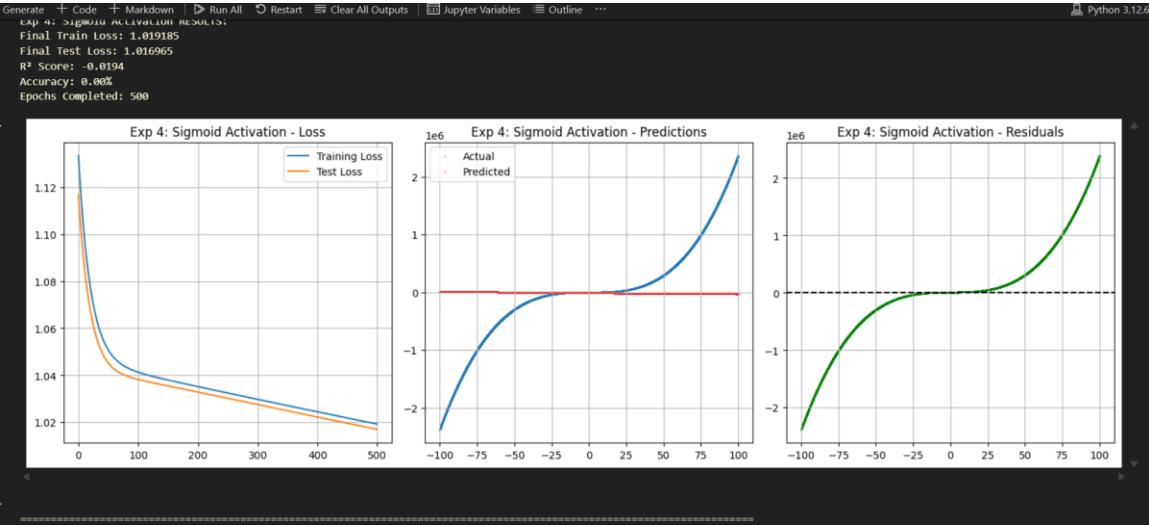 Generate + Code + Markdown Run All Restart Clear All Outputs Jupyter Variables Outline ... Python 3.12.6
Exp 4: Sigmoid Activation RESULTS:
Final Train Loss: 1.019185
Final Test Loss: 1.016965
R² Score: -0.0194
Accuracy: 0.00%
Epochs Completed: 500
Exp 4: Sigmoid Activation - Loss
Training Loss
Test Loss
1.12
1.10
1.08
1.06
1.04
1.02
0 100 200 300 400 500
1e6 Exp 4: Sigmoid Activation - Predictions
Actual
Predicted
2
1
0
−1
−2
−100 −75 −50 −25 0 25 50 75 100
1e6 Exp 4: Sigmoid Activation - Residuals
2
1
0
−1
−2
−100 −75 −50 −25 0 25 50 75 100